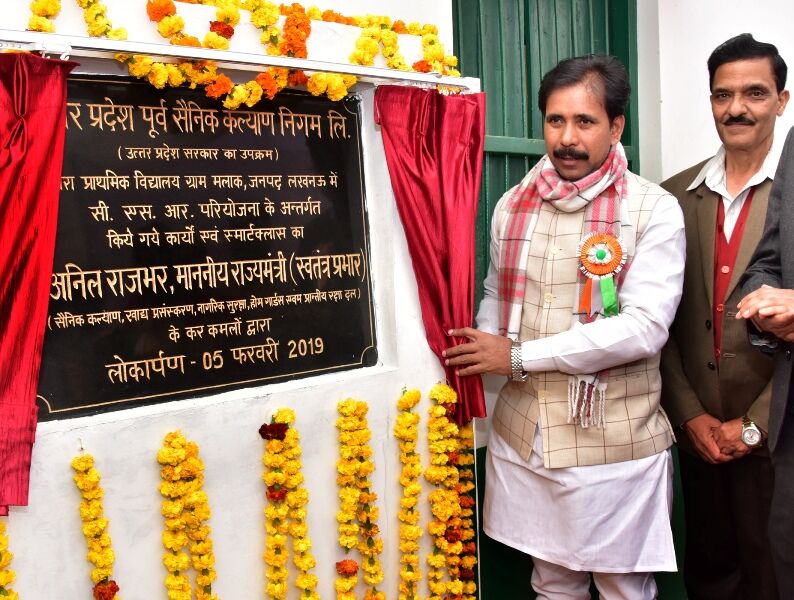 र प्रदेश पूर्व सैनिक कल्याण निगम लि.
(उत्तर प्रदेश सरकार का उपक्रम)
प्राथमिक विद्यालय ग्राम मलाक, जनपद लखनऊ में
सी. एस. आर. परियोजना के अन्तर्गत
किये गये कार्यो एवं स्मार्टक्लास का
अनिल राजभर, माननीय राज्यमंत्री (स्वतंत्र प्रभार)
(सैनिक कल्याण, खाद्य प्रसंस्करण, नागरिक सुरक्षा, होम गार्डस एवम प्रान्तीय रक्षा दल)
के कर कमलों द्वारा
लोकार्पण - 05 फरवरी 2019